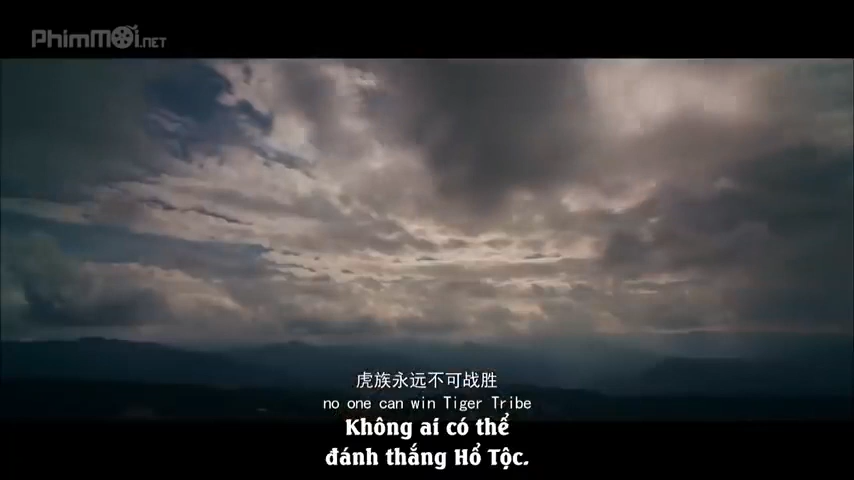 PhimMoi.NET
虎族永远不可战胜
no one can win Tiger Tribe
Không ai có thể
đánh thắng Hổ Tộc.